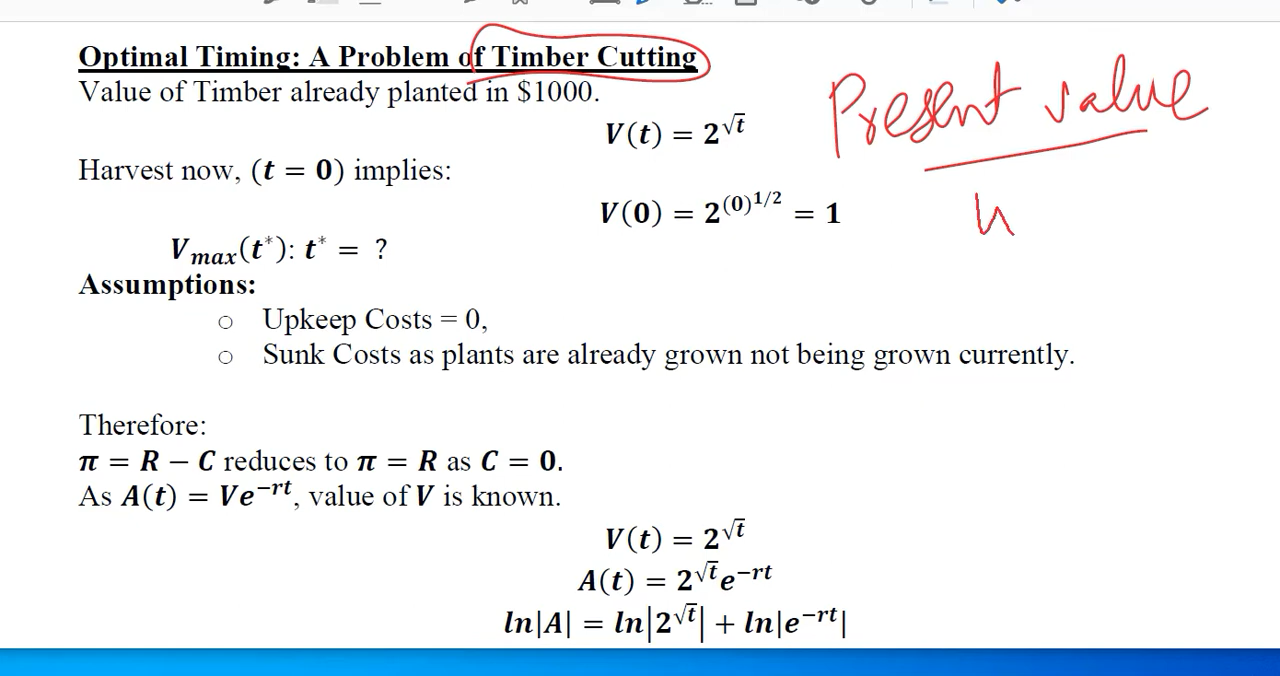 Optimal Timing: A Problem of Timber Cutting
Value of Timber already planted in $1000.
Present value
V(t) = 2^√t
Harvest now, (t = 0) implies:
V(0) = 2^(0)^1/2 = 1
V_max(t*): t* = ?
Assumptions:
○ Upkeep Costs = 0,
○ Sunk Costs as plants are already grown not being grown currently.
Therefore:
π = R − C reduces to π = R as C = 0.
As A(t) = Ve^−rt, value of V is known.
V(t) = 2^√t
A(t) = 2^√t e^−rt
ln|A| = ln|2^√t| + ln|e^−rt|